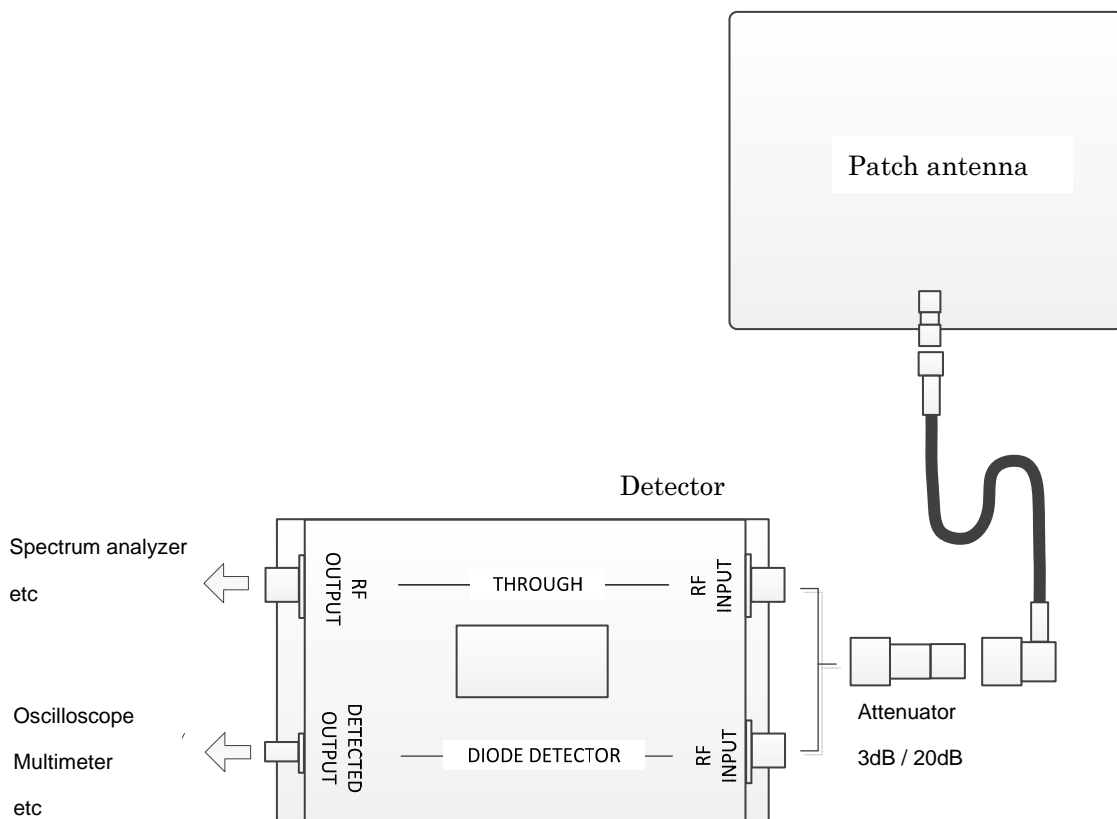 Patch antenna
Detector
Spectrum analyzer
etc
RF
OUTPUT
THROUGH
RF
INPUT
Oscilloscope
Multimeter
etc
DETECTED
OUTPUT
DIODE DETECTOR
RF
INPUT
Attenuator
3dB / 20dB